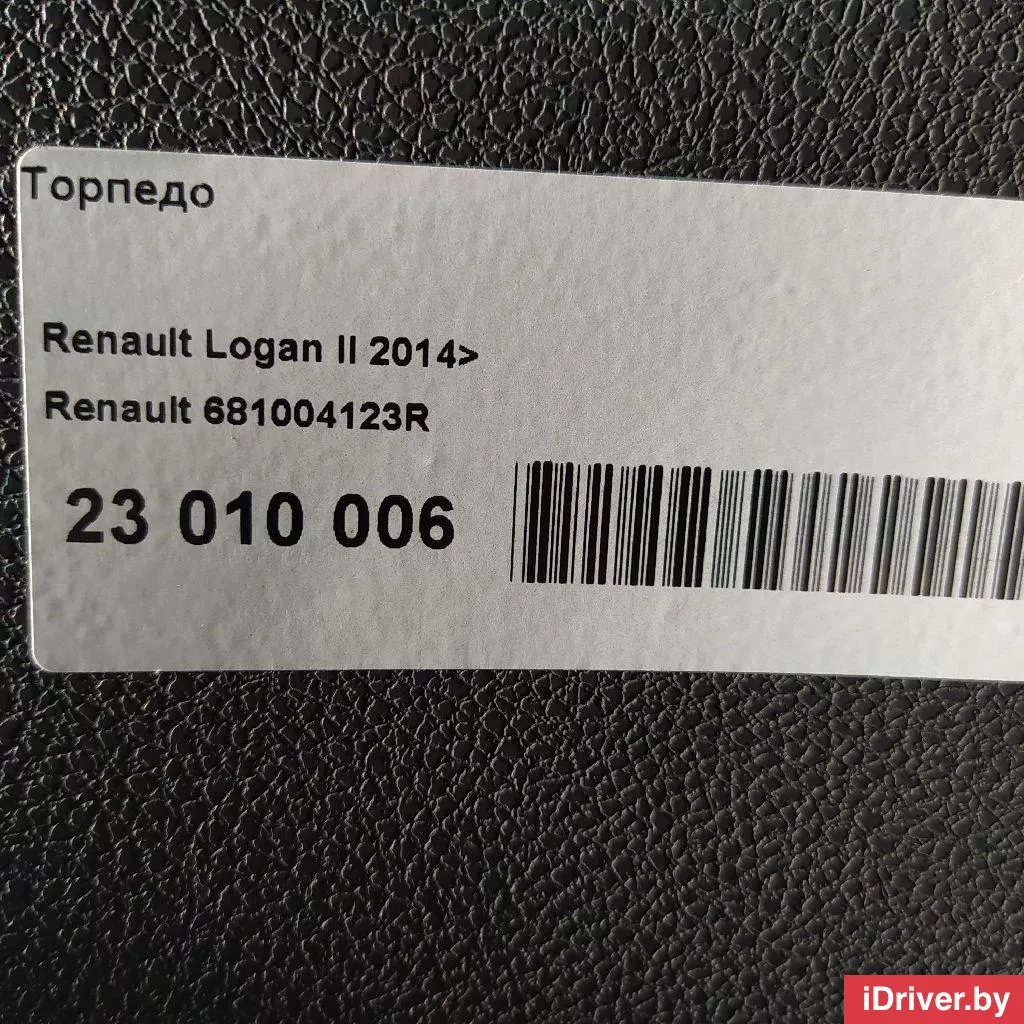 Торпедо
Renault Logan II 2014>
Renault 681004123R
23 010 006
iDriver.by